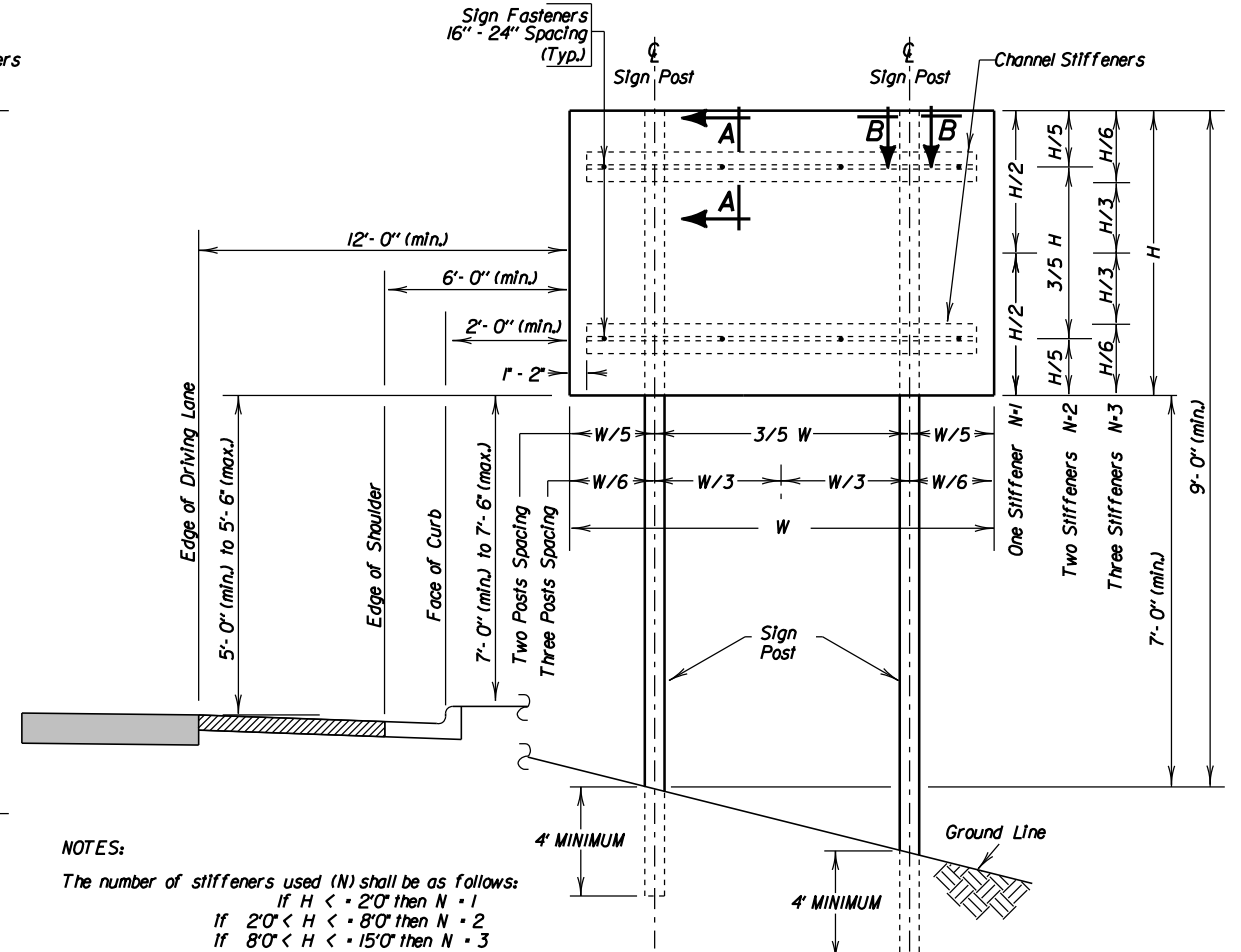 Sign Fasteners
16" - 24" Spacing
(Typ.)
ers
℄
Sign Post
℄
Sign Post
Channel Stiffeners
A
B
B
A
H/2
H/5
H/6
H/3
3/5 H
H
H/2
H/3
H/5
H/6
12'- 0" (min.)
6'- 0" (min.)
2'- 0" (min.)
1" - 2"
Edge of Driving Lane
5'- 0" (min.) to 5'- 6" (max.)
Edge of Shoulder
Face of Curb
7'- 0" (min.) to 7'- 6" (max.)
Two Posts Spacing
Three Posts Spacing
W/5
3/5 W
W/5
W/6
W/3
W/3
W/6
W
One Stiffener N=1
Two Stiffeners N=2
Three Stiffeners N=3
7'- 0" (min.)
9'- 0" (min.)
Sign
Post
4' MINIMUM
4' MINIMUM
Ground Line
NOTES:
The number of stiffeners used (N) shall be as follows:
If H < = 2'0" then N = 1
If 2'0" < H < = 8'0" then N = 2
If 8'0" < H < = 15'0" then N = 3